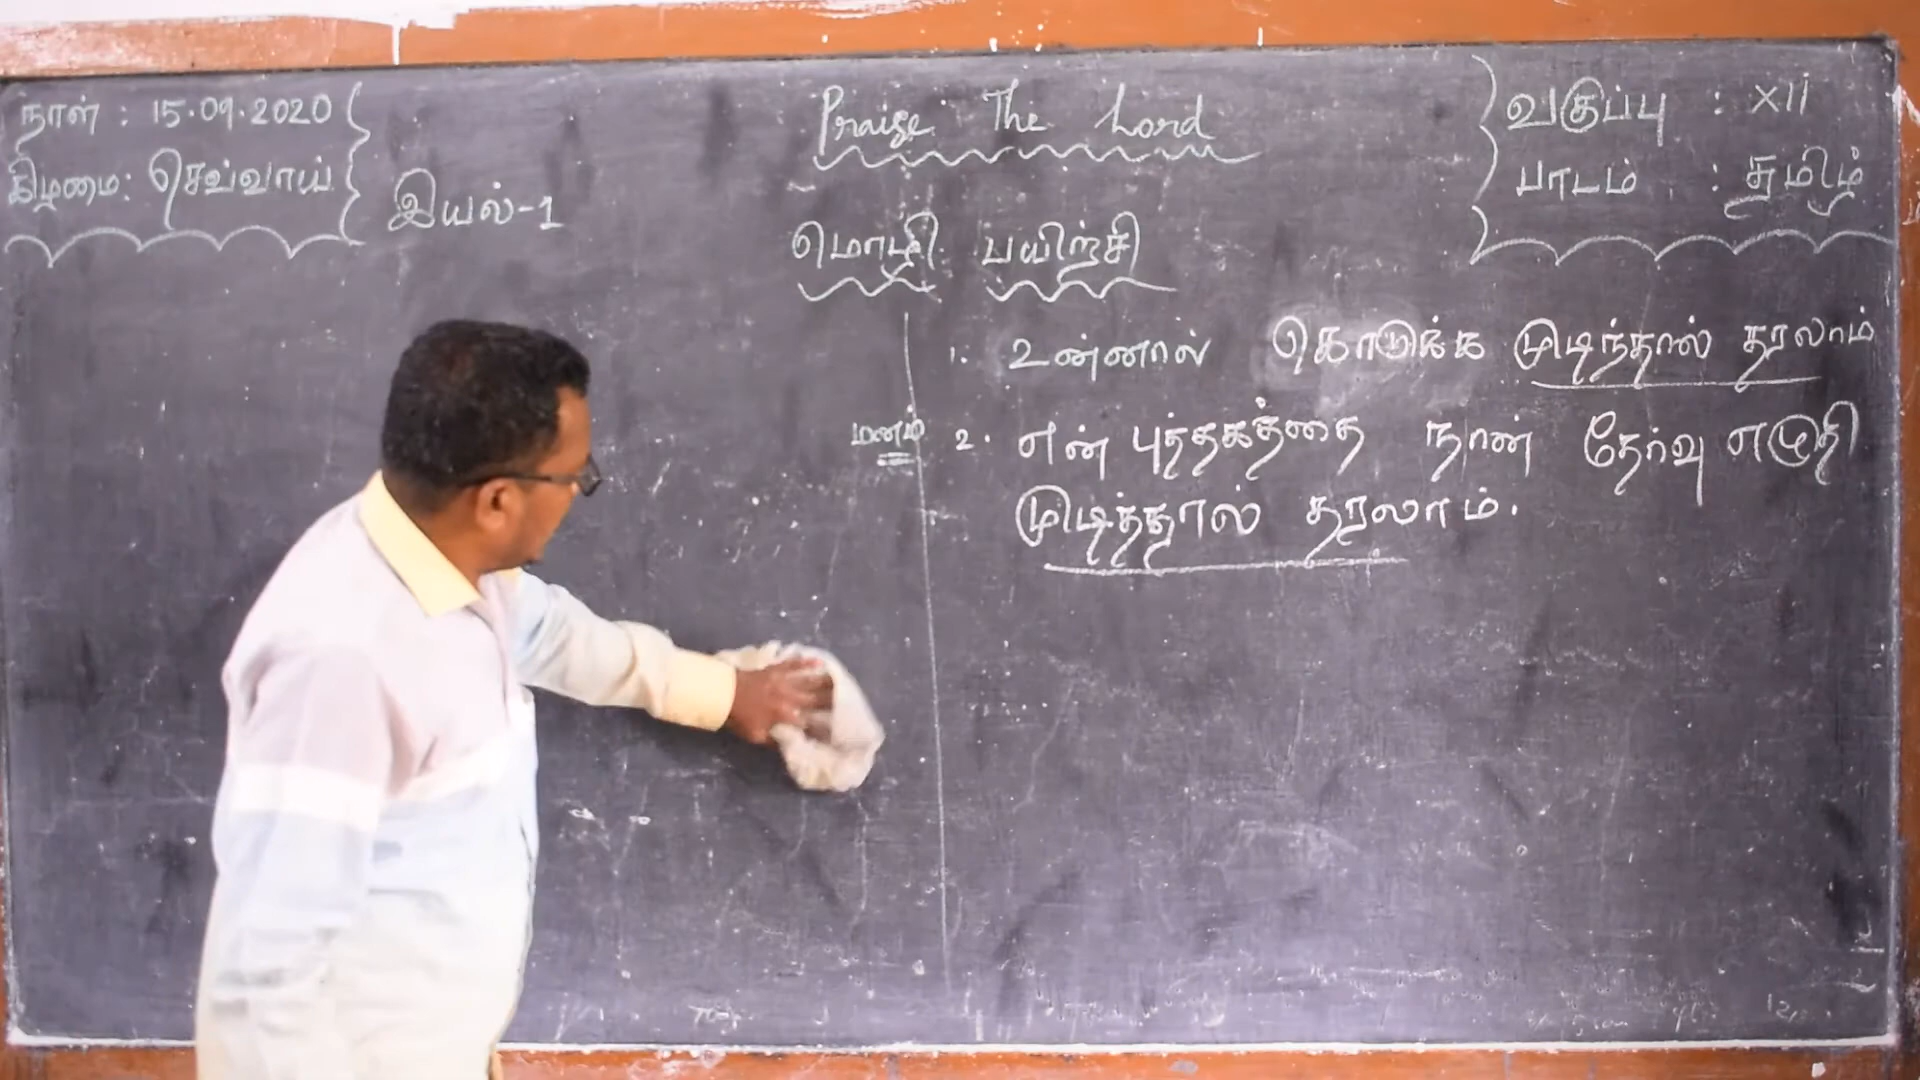 நாள் : 15.09.2020
கிழமை: செவ்வாய்
இயல்-1
Praise The Lord
வகுப்பு : XII
பாடம் : தமிழ்
மொழி பயிற்சி
1. உன்னால் கொடுக்க முடிந்தால் தரலாம்
மனம் 2. என் புத்தகத்தை நான் தேர்வு எழுதி
முடித்தால் தரலாம்.